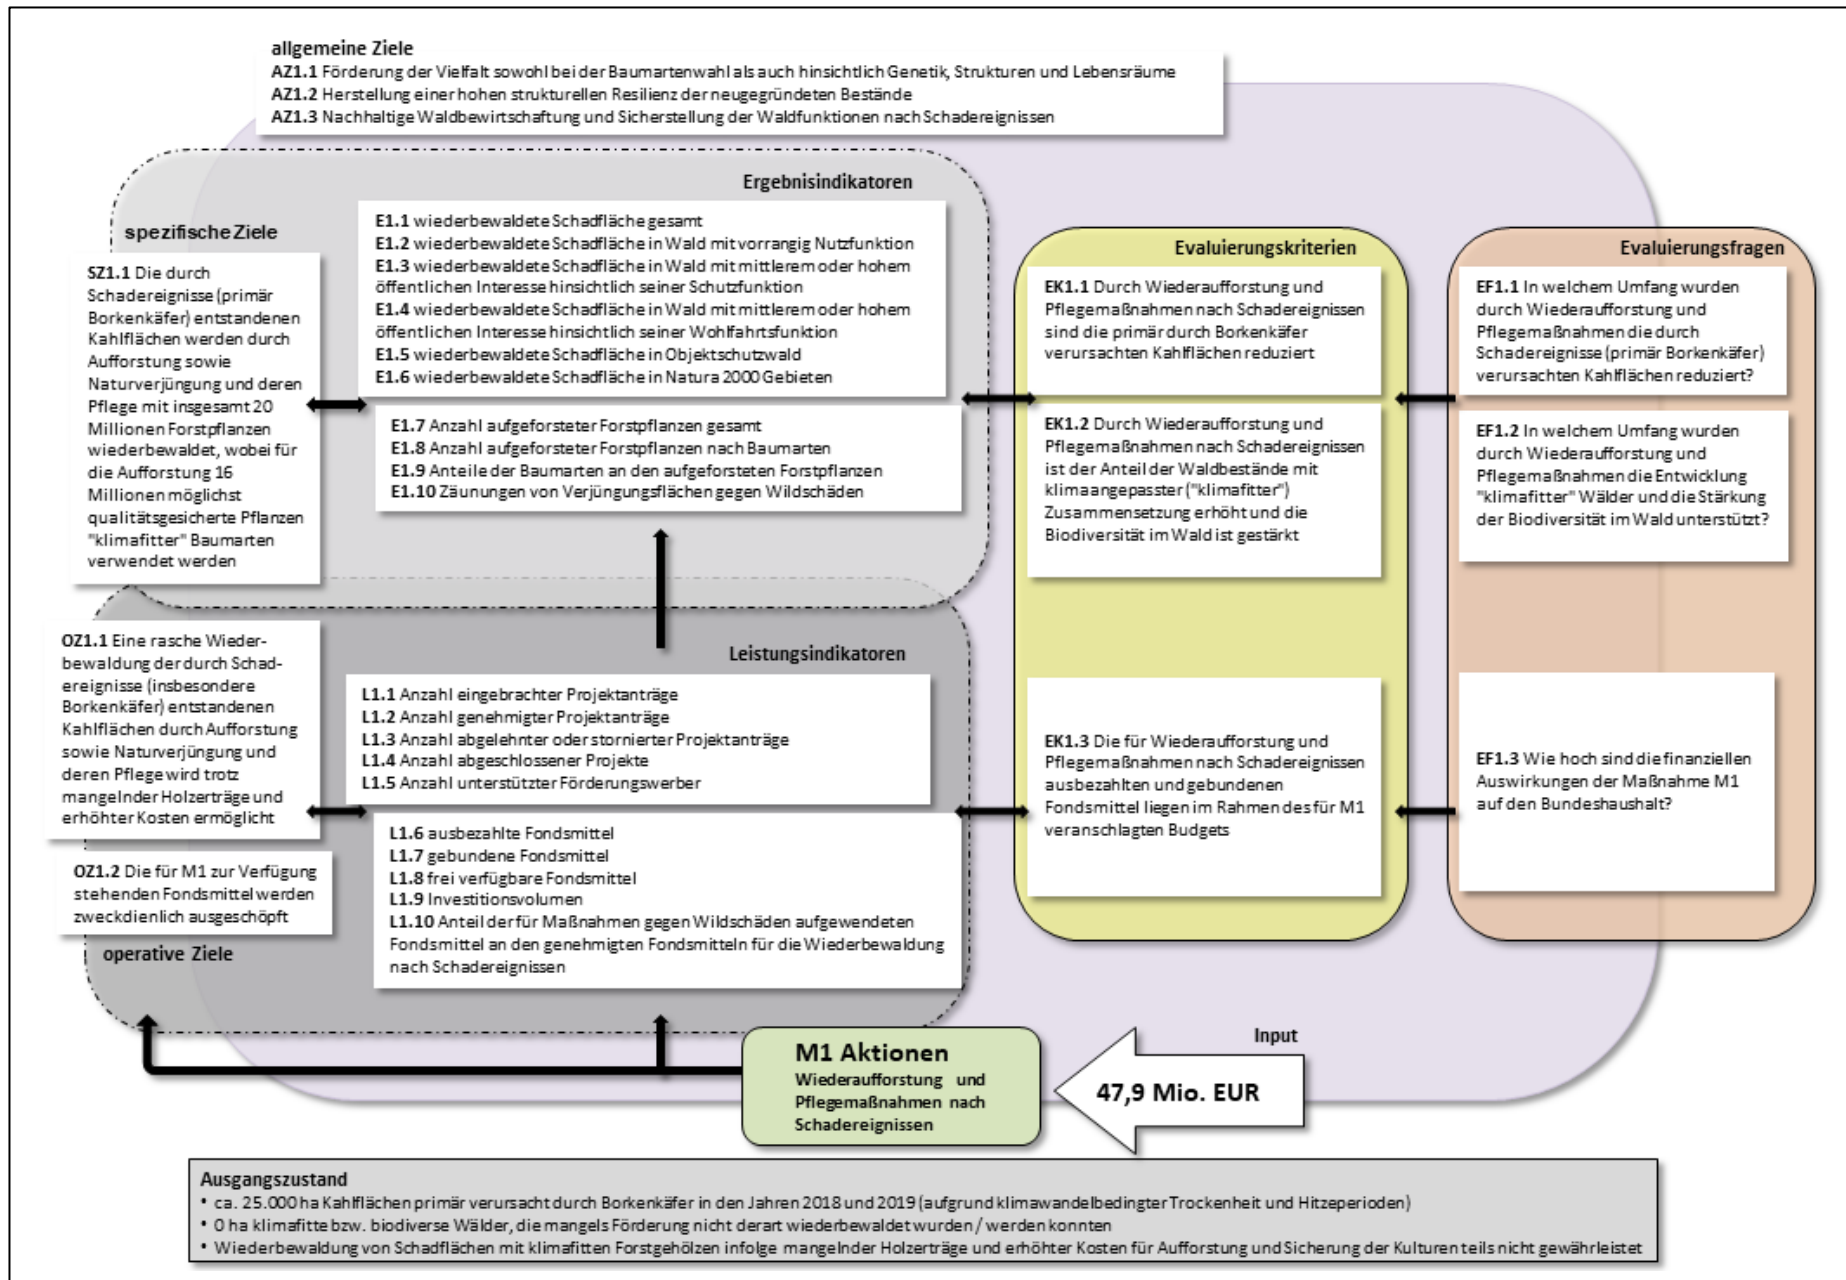 allgemeine Ziele
AZ1.1 Förderung der Vielfalt sowohl bei der Baumartenwahl als auch hinsichtlich Genetik, Strukturen und Lebensräume
AZ1.2 Herstellung einer hohen strukturellen Resilienz der neugegründeten Bestände
AZ1.3 Nachhaltige Waldbewirtschaftung und Sicherstellung der Waldfunktionen nach Schadereignissen
Ergebnisindikatoren
spezifische Ziele
SZ1.1 Die durch
Schadereignisse (primär
Borkenkäfer) entstandenen
Kahlflächen werden durch
Aufforstung sowie
Naturverjüngung und deren
Pflege mit insgesamt 20
Millionen Forstpflanzen
wiederbewaldet, wobei für
die Aufforstung 16
Millionen möglichst
qualitätsgesicherte Pflanzen
"klimafitter" Baumarten
verwendet werden
E1.1 wiederbewaldete Schadfläche gesamt
E1.2 wiederbewaldete Schadfläche in Wald mit vorrangig Nutzfunktion
E1.3 wiederbewaldete Schadfläche in Wald mit mittlerem oder hohem
öffentlichen Interesse hinsichtlich seiner Schutzfunktion
E1.4 wiederbewaldete Schadfläche in Wald mit mittlerem oder hohem
öffentlichen Interesse hinsichtlich seiner Wohlfahrtsfunktion
E1.5 wiederbewaldete Schadfläche in Objektschutzwald
E1.6 wiederbewaldete Schadfläche in Natura 2000 Gebieten
E1.7 Anzahl aufgeforsteter Forstpflanzen gesamt
E1.8 Anzahl aufgeforsteter Forstpflanzen nach Baumarten
E1.9 Anteile der Baumarten an den aufgeforsteten Forstpflanzen
E1.10 Zäunungen von Verjüngungsflächen gegen Wildschäden
Evaluierungskriterien
EK1.1 Durch Wiederaufforstung und
Pflegemaßnahmen nach Schadereignissen
sind die primär durch Borkenkäfer
verursachten Kahlflächen reduziert
EK1.2 Durch Wiederaufforstung und
Pflegemaßnahmen nach Schadereignissen
ist der Anteil der Waldbestände mit
klimaangepasster ("klimafitter")
Zusammensetzung erhöht und die
Biodiversität im Wald ist gestärkt
EK1.3 Die für Wiederaufforstung und
Pflegemaßnahmen nach Schadereignissen
ausbezahlten und gebundenen
Fondsmittel liegen im Rahmen des für M1
veranschlagten Budgets
Evaluierungsfragen
EF1.1 In welchem Umfang wurden
durch Wiederaufforstung und
Pflegemaßnahmen die durch
Schadereignisse (primär Borkenkäfer)
verursachten Kahlflächen reduziert?
EF1.2 In welchem Umfang wurden
durch Wiederaufforstung und
Pflegemaßnahmen die Entwicklung
"klimafitter" Wälder und die Stärkung
der Biodiversität im Wald unterstützt?
EF1.3 Wie hoch sind die finanziellen
Auswirkungen der Maßnahme M1
auf den Bundeshaushalt?
OZ1.1 Eine rasche Wieder-
bewaldung der durch Schad-
ereignisse (insbesondere
Borkenkäfer) entstandenen
Kahlflächen durch Aufforstung
sowie Naturverjüngung und
deren Pflege wird trotz
mangelnder Holzerträge und
erhöhter Kosten ermöglicht
OZ1.2 Die für M1 zur Verfügung
stehenden Fondsmittel werden
zweckdienlich ausgeschöpft
operative Ziele
Leistungsindikatoren
L1.1 Anzahl eingebrachter Projektanträge
L1.2 Anzahl genehmigter Projektanträge
L1.3 Anzahl abgelehnter oder stornierter Projektanträge
L1.4 Anzahl abgeschlossener Projekte
L1.5 Anzahl unterstützter Förderungswerber
L1.6 ausbezahlte Fondsmittel
L1.7 gebundene Fondsmittel
L1.8 frei verfügbare Fondsmittel
L1.9 Investitionsvolumen
L1.10 Anteil der für Maßnahmen gegen Wildschäden aufgewendeten
Fondsmittel an den genehmigten Fondsmitteln für die Wiederbewaldung
nach Schadereignissen
M1 Aktionen
Wiederaufforstung und
Pflegemaßnahmen nach
Schadereignissen
Input
47,9 Mio. EUR
Ausgangszustand
• ca. 25.000 ha Kahlflächen primär verursacht durch Borkenkäfer in den Jahren 2018 und 2019 (aufgrund klimawandelbedingter Trockenheit und Hitzeperioden)
• 0 ha klimafitte bzw. biodiverse Wälder, die mangels Förderung nicht derart wiederbewaldet wurden / werden konnten
• Wiederbewaldung von Schadflächen mit klimafitten Forstgehölzen infolge mangelnder Holzerträge und erhöhter Kosten für Aufforstung und Sicherung der Kulturen teils nicht gewährleistet